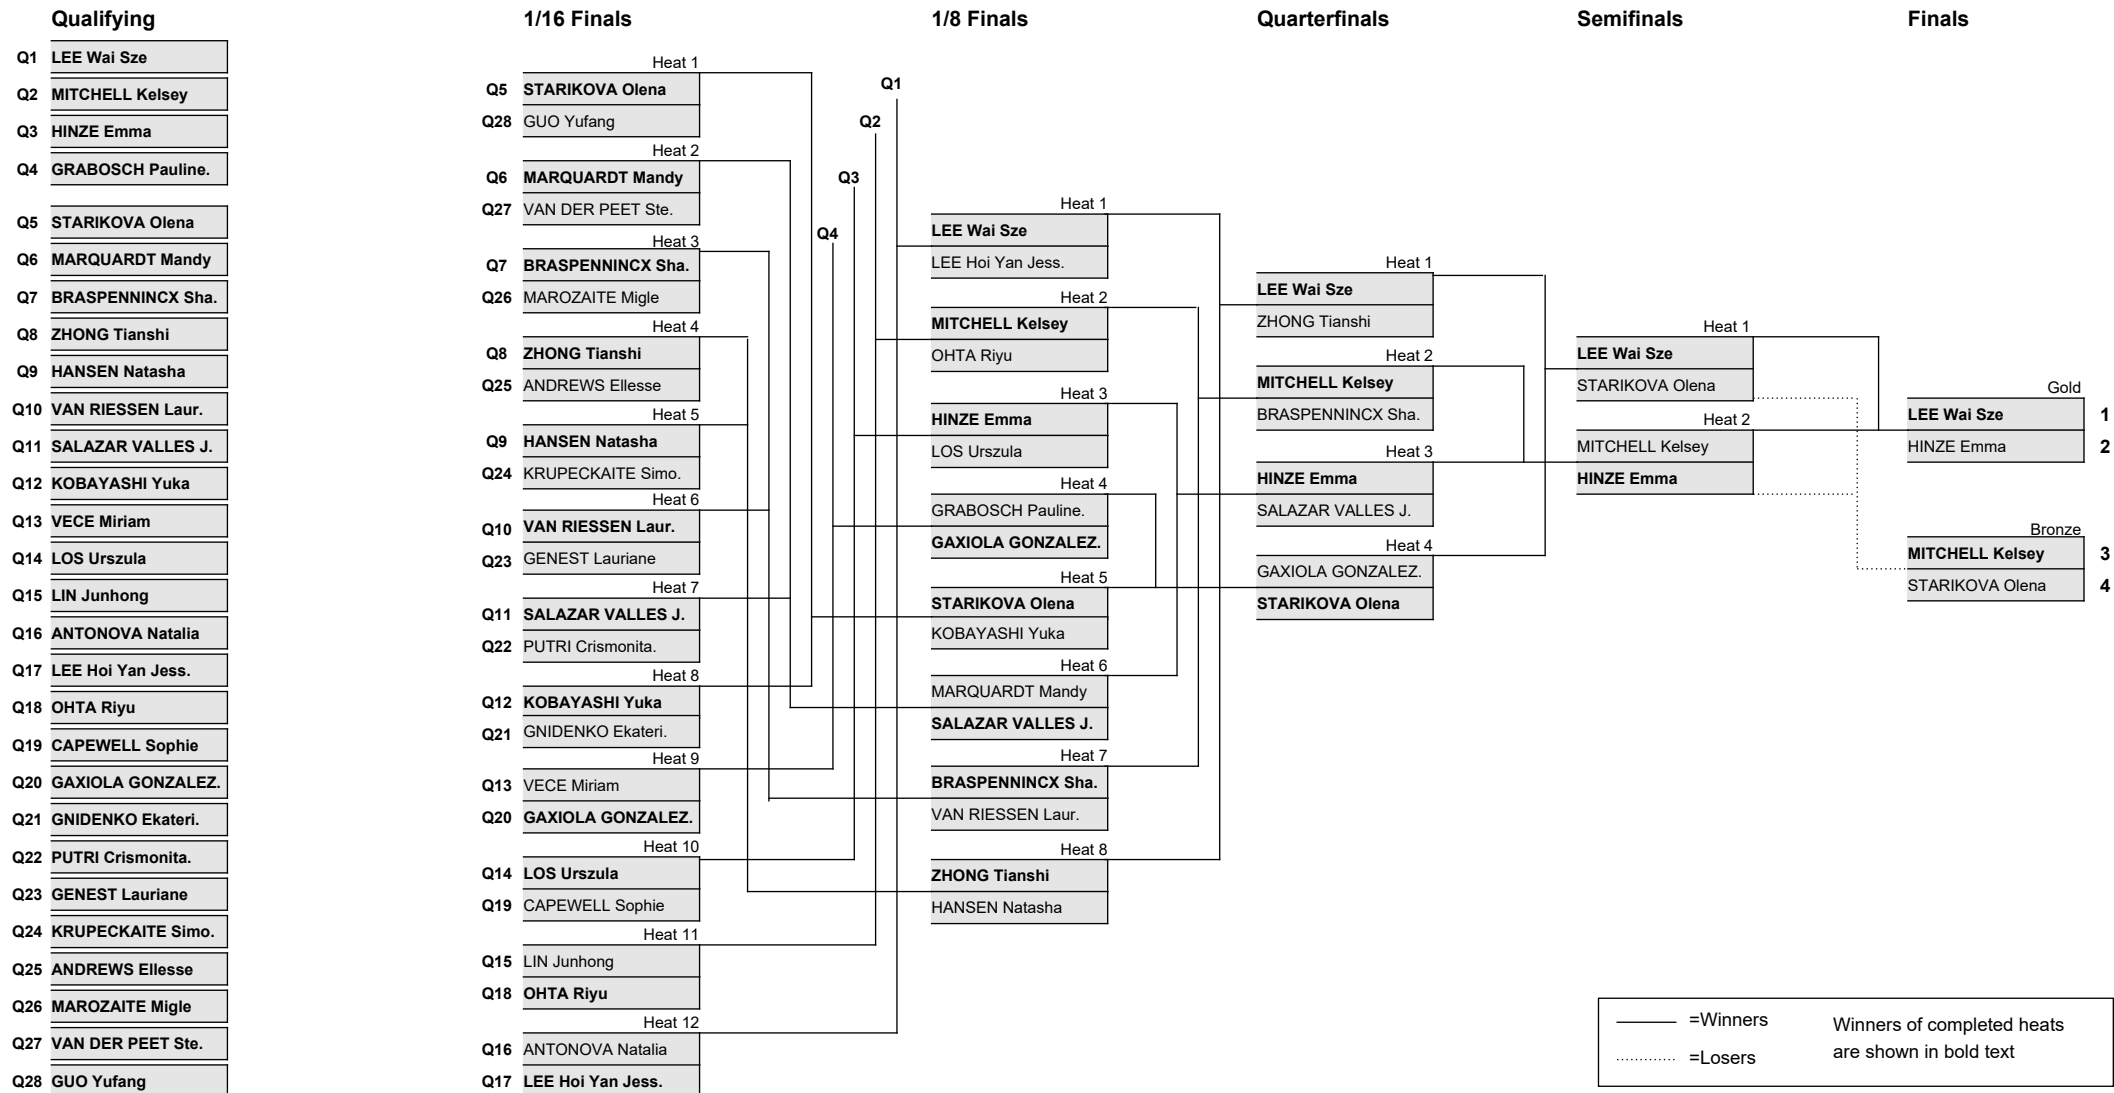 Qualifying
Q1 LEE Wai Sze
Q2 MITCHELL Kelsey
Q3 HINZE Emma
Q4 GRABOSCH Pauline.
Q5 STARIKOVA Olena
Q6 MARQUARDT Mandy
Q7 BRASPENNINCX Sha.
Q8 ZHONG Tianshi
Q9 HANSEN Natasha
Q10 VAN RIESSEN Laur.
Q11 SALAZAR VALLES J.
Q12 KOBAYASHI Yuka
Q13 VECE Miriam
Q14 LOS Urszula
Q15 LIN Junhong
Q16 ANTONOVA Natalia
Q17 LEE Hoi Yan Jess.
Q18 OHTA Riyu
Q19 CAPEWELL Sophie
Q20 GAXIOLA GONZALEZ.
Q21 GNIDENKO Ekateri.
Q22 PUTRI Crismonita.
Q23 GENEST Lauriane
Q24 KRUPECKAITE Simo.
Q25 ANDREWS Ellesse
Q26 MAROZAITE Migle
Q27 VAN DER PEET Ste.
Q28 GUO Yufang
1/16 Finals
Heat 1
Q5 STARIKOVA Olena
Q28 GUO Yufang
Heat 2
Q6 MARQUARDT Mandy
Q27 VAN DER PEET Ste.
Heat 3
Q7 BRASPENNINCX Sha.
Q26 MAROZAITE Migle
Heat 4
Q8 ZHONG Tianshi
Q25 ANDREWS Ellesse
Heat 5
Q9 HANSEN Natasha
Q24 KRUPECKAITE Simo.
Heat 6
Q10 VAN RIESSEN Laur.
Q23 GENEST Lauriane
Heat 7
Q11 SALAZAR VALLES J.
Q22 PUTRI Crismonita.
Heat 8
Q12 KOBAYASHI Yuka
Q21 GNIDENKO Ekateri.
Heat 9
Q13 VECE Miriam
Q20 GAXIOLA GONZALEZ.
Heat 10
Q14 LOS Urszula
Q19 CAPEWELL Sophie
Heat 11
Q15 LIN Junhong
Q18 OHTA Riyu
Heat 12
Q16 ANTONOVA Natalia
Q17 LEE Hoi Yan Jess.
1/8 Finals
Q1
Q2
Q3
Q4
Heat 1
LEE Wai Sze
LEE Hoi Yan Jess.
Heat 2
MITCHELL Kelsey
OHTA Riyu
Heat 3
HINZE Emma
LOS Urszula
Heat 4
GRABOSCH Pauline.
GAXIOLA GONZALEZ.
Heat 5
STARIKOVA Olena
KOBAYASHI Yuka
Heat 6
MARQUARDT Mandy
SALAZAR VALLES J.
Heat 7
BRASPENNINCX Sha.
VAN RIESSEN Laur.
Heat 8
ZHONG Tianshi
HANSEN Natasha
Quarterfinals
Heat 1
LEE Wai Sze
ZHONG Tianshi
Heat 2
MITCHELL Kelsey
BRASPENNINCX Sha.
Heat 3
HINZE Emma
SALAZAR VALLES J.
Heat 4
GAXIOLA GONZALEZ.
STARIKOVA Olena
Semifinals
Heat 1
LEE Wai Sze
STARIKOVA Olena
Heat 2
MITCHELL Kelsey
HINZE Emma
Finals
Gold
LEE Wai Sze 1
HINZE Emma 2
Bronze
MITCHELL Kelsey 3
STARIKOVA Olena 4
=Winners
=Losers
Winners of completed heats
are shown in bold text